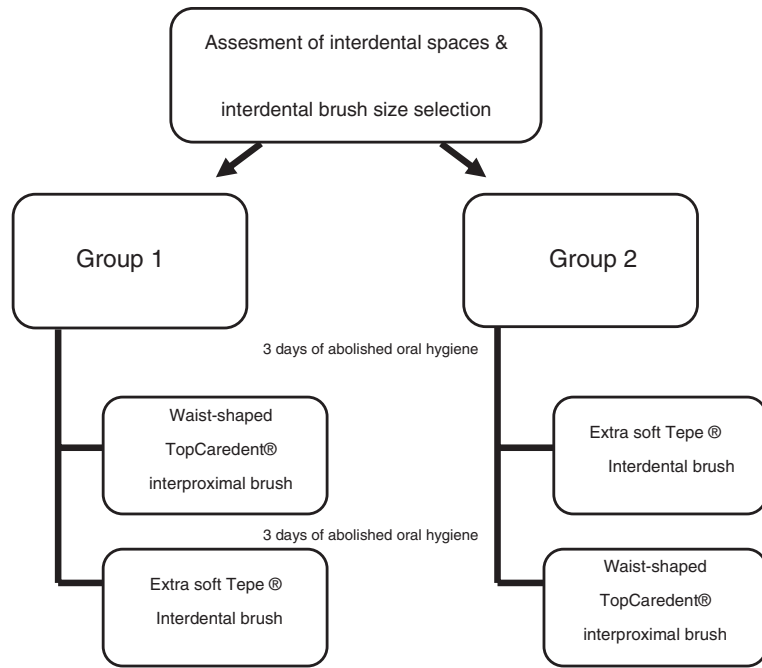 Assesment of interdental spaces &
interdental brush size selection
Group 1
Group 2
3 days of abolished oral hygiene
Waist-shaped
TopCaredent®
interproximal brush
Extra soft Tepe ®
Interdental brush
3 days of abolished oral hygiene
Extra soft Tepe ®
Interdental brush
Waist-shaped
TopCaredent®
interproximal brush